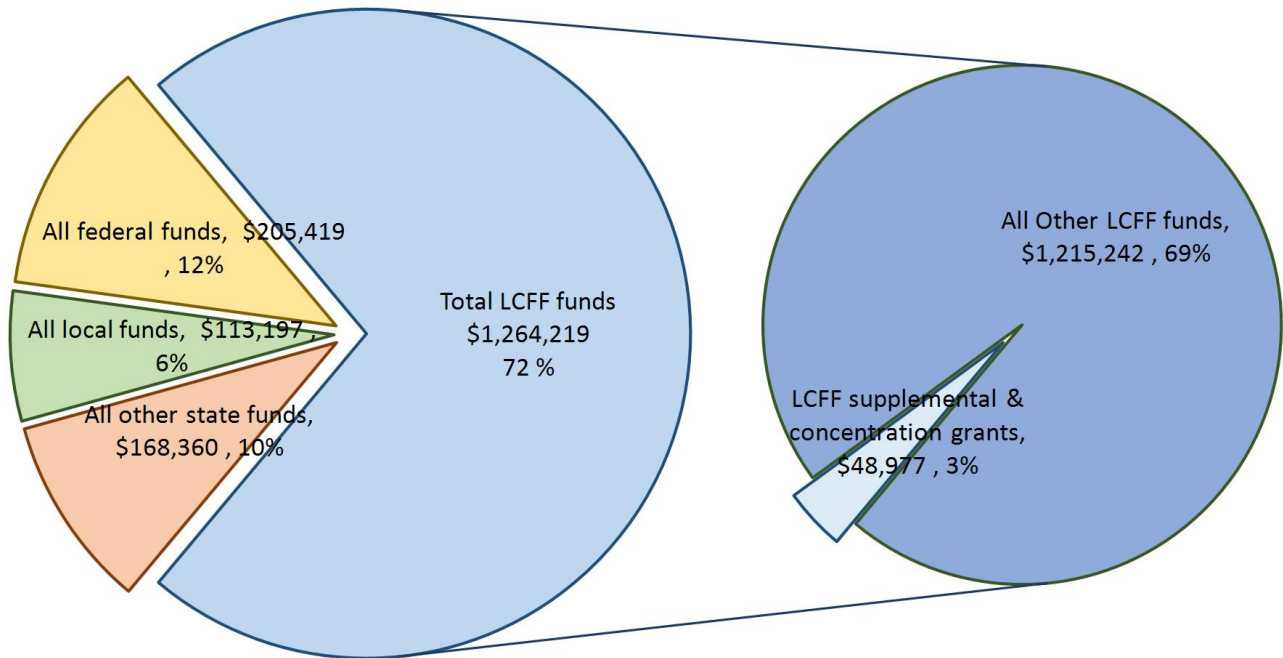 All federal funds,  $205,419
, 12%
All local funds,  $113,197 ,
6%
All other state funds,
$168,360 , 10%
Total LCFF funds
$1,264,219
72 %
All Other LCFF funds,
$1,215,242 , 69%
LCFF supplemental &
concentration grants,
$48,977 , 3%